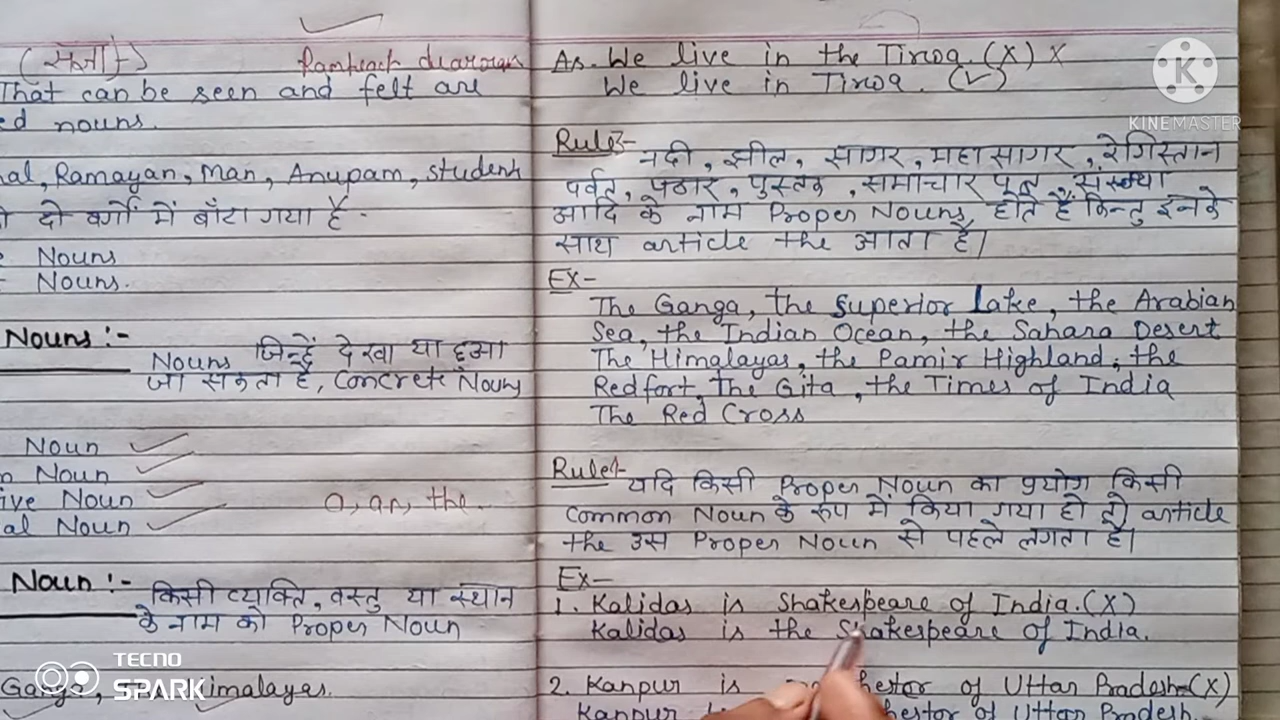 (संज्ञा)
That can be seen and felt are
ed nouns.
al, Ramayan, Man, Anupam, student
दो वर्गों में बाँटा गया है -
Nouns
Nouns.
Nouns :-
Nouns जिन्हें देखा या छुआ
जा सकता है, Concrete Nouns
Noun
n Noun
ive Noun
al Noun
a, an, the.
Noun :-
किसी व्यक्ति, वस्तु या स्थान
के नाम को Proper Noun
Ganga, Himalayas.
As. We live in the Tirwa. (X) X
We live in Tirwa. (✓)
Rule3-
नदी, झील, सागर, महासागर, रेगिस्तान
पर्वत, पठार, पुस्तक, समाचार पत्र, संस्था
आदि के नाम Proper Nouns, होते हैं किन्तु इनके
साथ article the आता है।
Ex-
The Ganga, the Superior Lake, the Arabian
Sea, the Indian Ocean, the Sahara Desert
The Himalayas, the Pamir Highland, the
Redfort, The Gita, the Times of India
The Red Cross
Rule-
यदि किसी Proper Noun का प्रयोग किसी
Common Noun के रूप में किया गया हो तो article
the उस Proper Noun से पहले लगता है।
Ex-
1. Kalidas is Shakespeare of India. (X)
Kalidas is the Shakespeare of India.
2. Kanpur is hester of Uttar Pradesh-(X)
Kanpur hester of Uttar Pradesh.
KINEMASTER
TECNO
SPARK